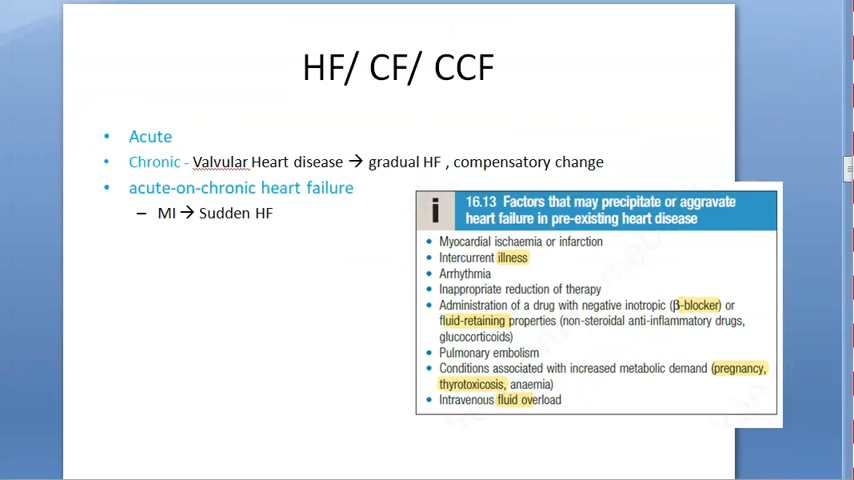 HF/ CF/ CCF
• Acute
• Chronic - Valvular Heart disease → gradual HF , compensatory change
• acute-on-chronic heart failure
– MI → Sudden HF
i
16.13 Factors that may precipitate or aggravate
heart failure in pre-existing heart disease
• Myocardial ischaemia or infarction
• Intercurrent illness
• Arrhythmia
• Inappropriate reduction of therapy
• Administration of a drug with negative inotropic (β-blocker) or
fluid-retaining properties (non-steroidal anti-inflammatory drugs,
glucocorticoids)
• Pulmonary embolism
• Conditions associated with increased metabolic demand (pregnancy,
thyrotoxicosis, anaemia)
• Intravenous fluid overload